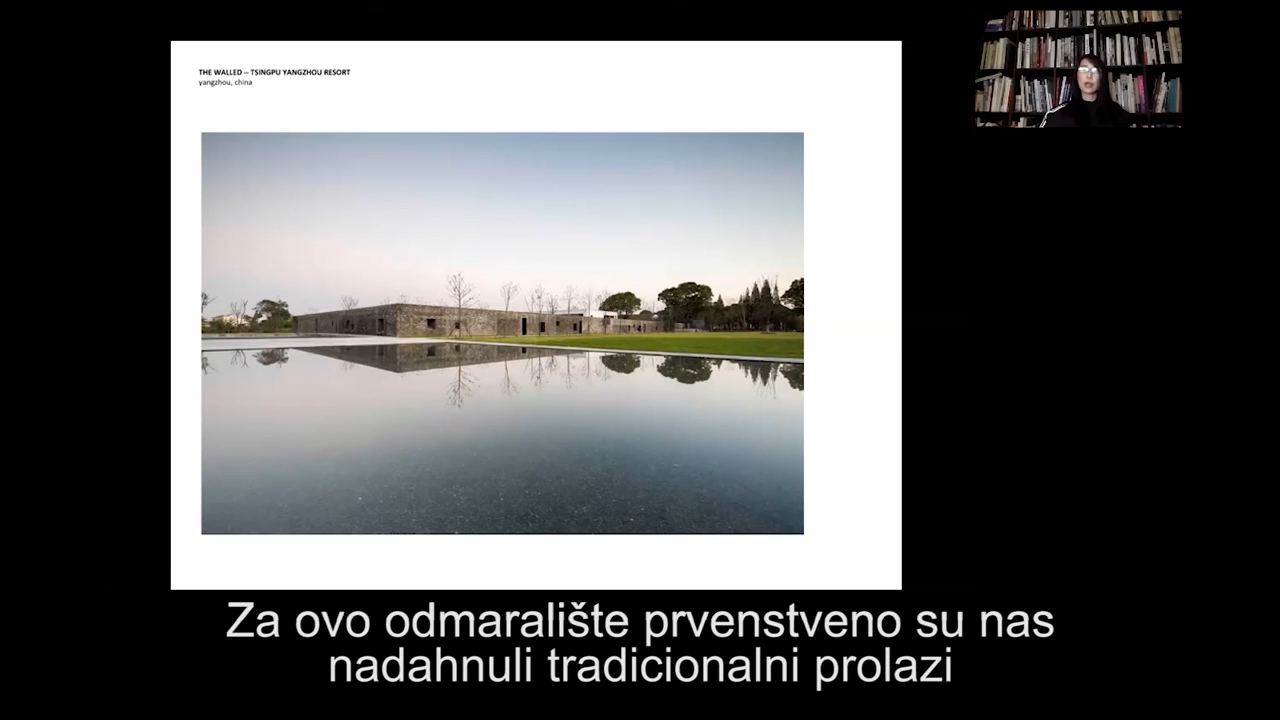 THE WALLED -- TSINGPU YANGZHOU RESORT
yangzhou, china
Za ovo odmaralište prvenstveno su nas
nadahnuli tradicionalni prolazi